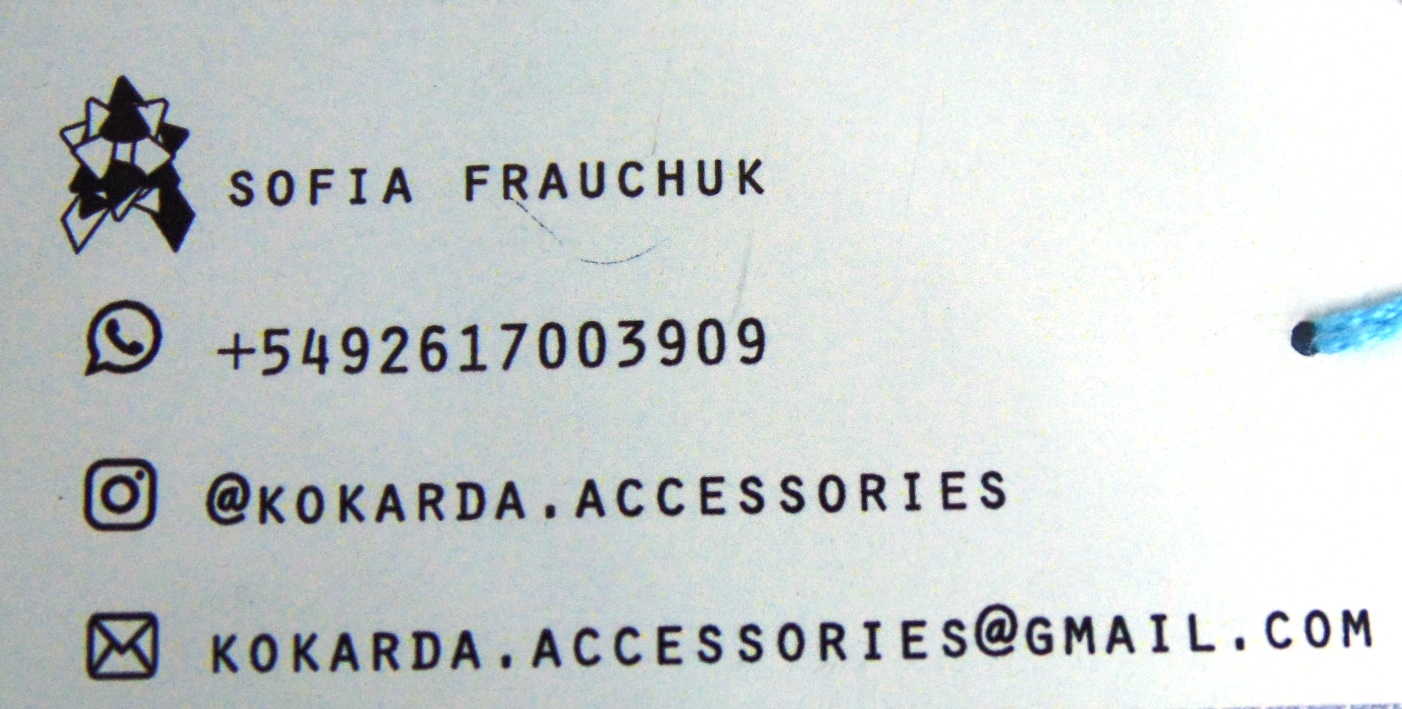 SOFIA FRAUCHUK
+5492617003909
@KOKARDA.ACCESSORIES
KOKARDA.ACCESSORIES@GMAIL.COM